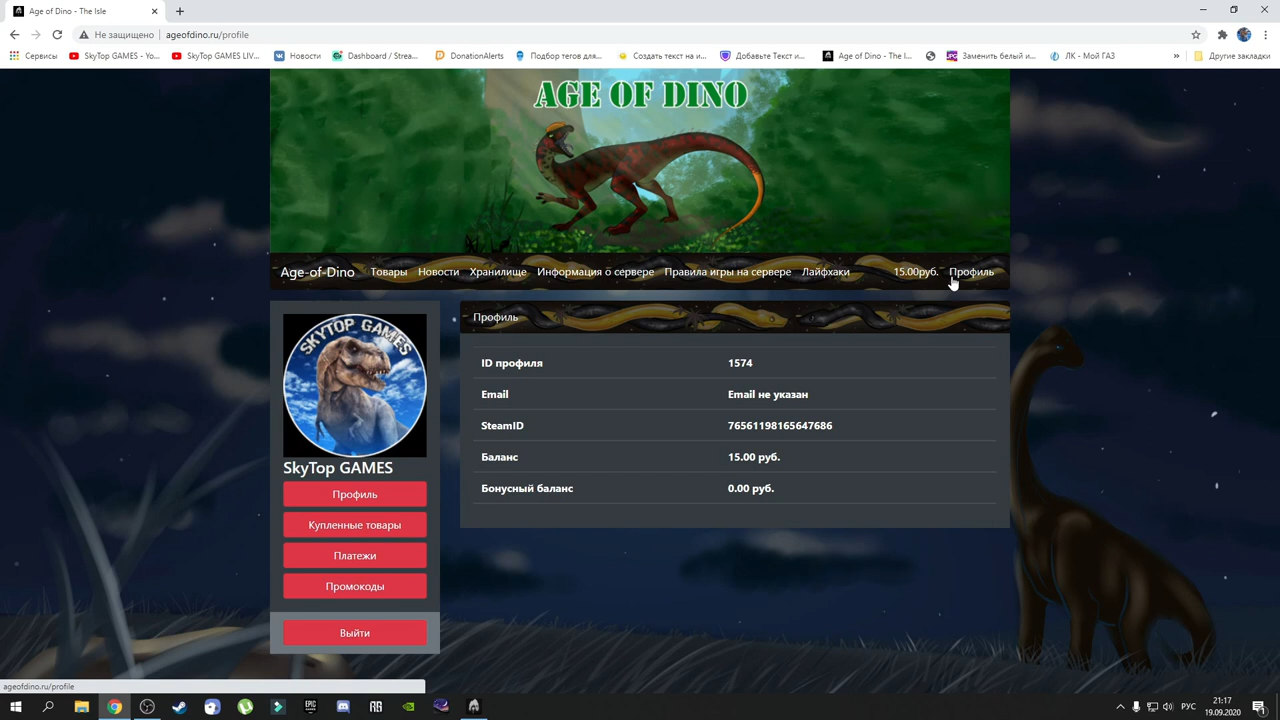 Age of Dino - The Isle
Не защищено
ageofdino.ru/profile
Сервисы
SkyTop GAMES - Yo...
SkyTop GAMES LIV...
Новости
Dashboard / Strea...
DonationAlerts
Подбор тегов для...
Создать текст на и...
Добавьте Текст и...
Age of Dino - The I...
Заменить белый и...
ЛК - Мой ГАЗ
»
Другие закладки
AGE OF DINO
Age-of-Dino
Товары
Новости
Хранилище
Информация о сервере
Правила игры на сервере
Лайфхаки
15.00руб.
Профиль
SKYTOP GAMES
SkyTop GAMES
Профиль
Купленные товары
Платежи
Промокоды
Выйти
Профиль
ID профиля 1574
Email Email не указан
SteamID 76561198165647686
Баланс 15.00 руб.
Бонусный баланс 0.00 руб.
ageofdino.ru/profile
EPIC GAMES
RG
РУС
21:17
19.09.2020